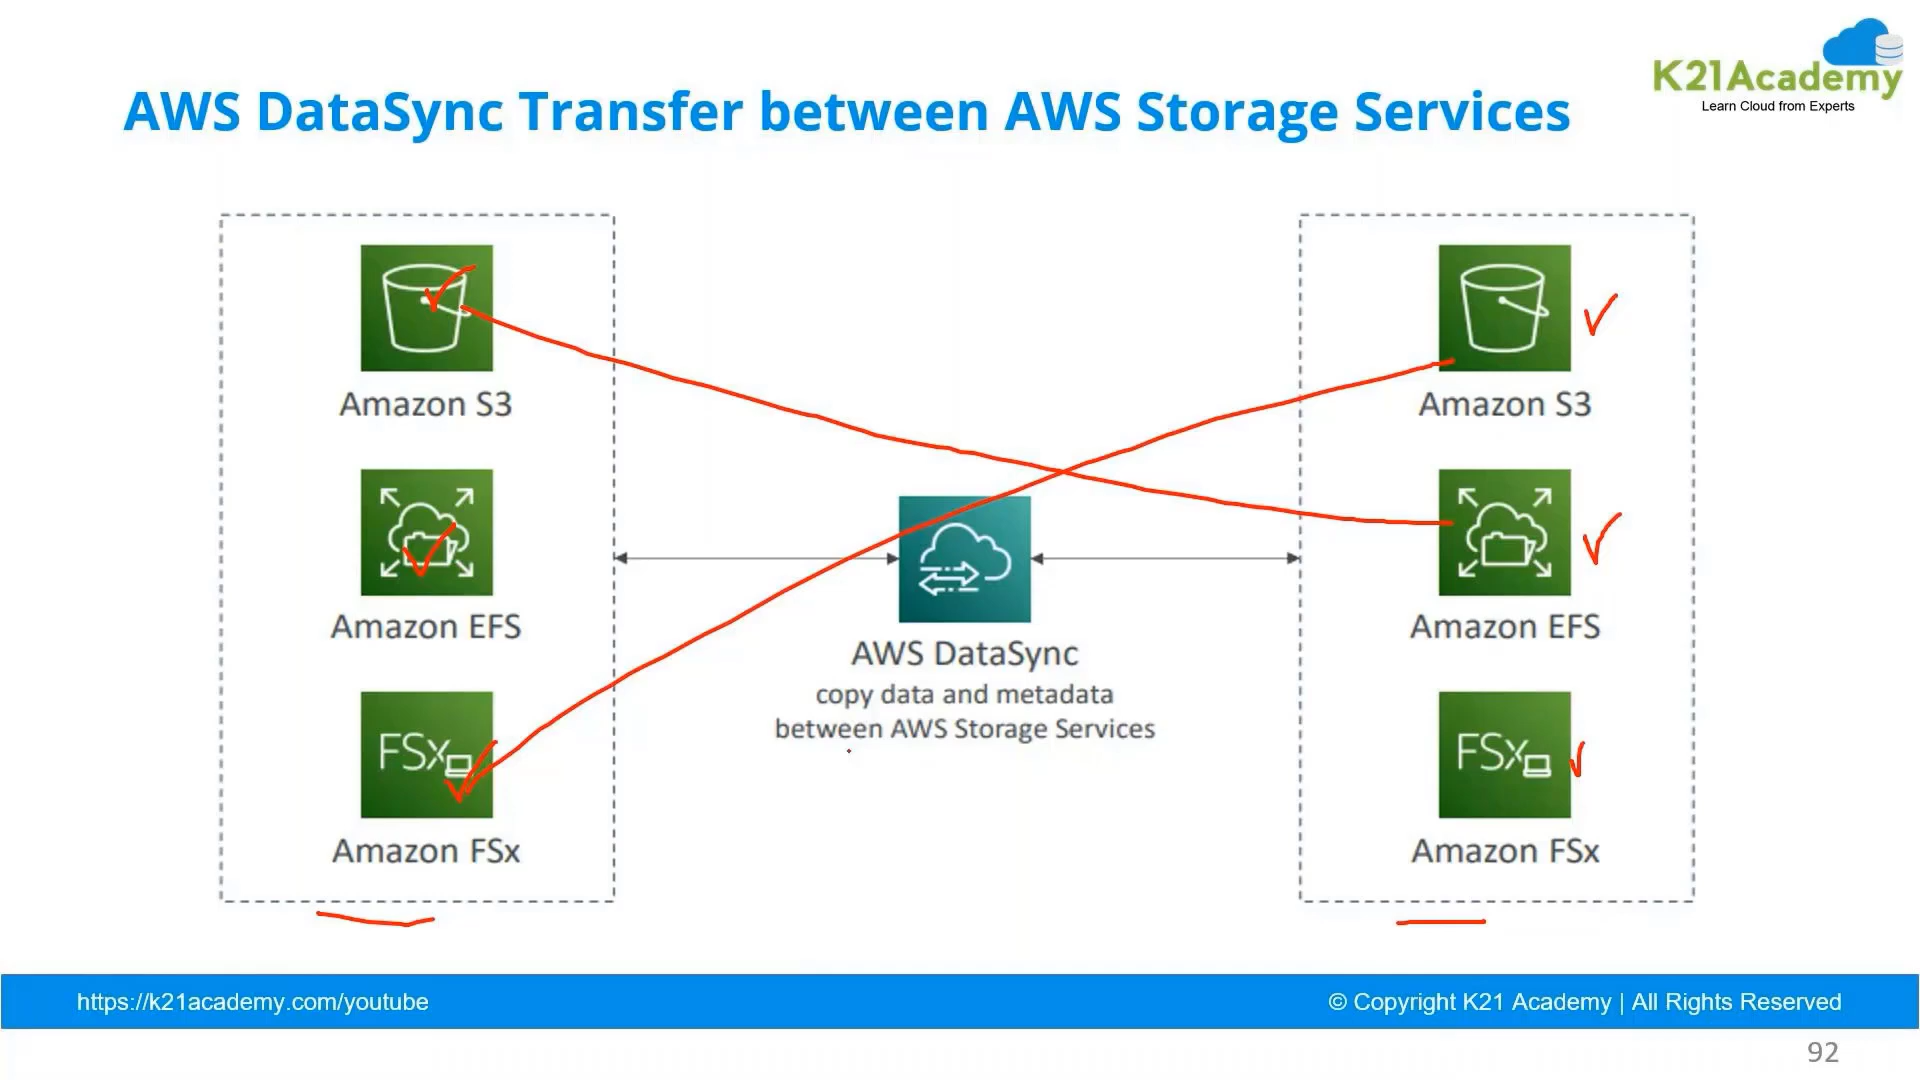 K21Academy
Learn Cloud from Experts
AWS DataSync Transfer between AWS Storage Services
Amazon S3
Amazon EFS
FSx
Amazon FSx
AWS DataSync
copy data and metadata
between AWS Storage Services
Amazon S3
Amazon EFS
FSx
Amazon FSx
https://k21academy.com/youtube
© Copyright K21 Academy | All Rights Reserved
92